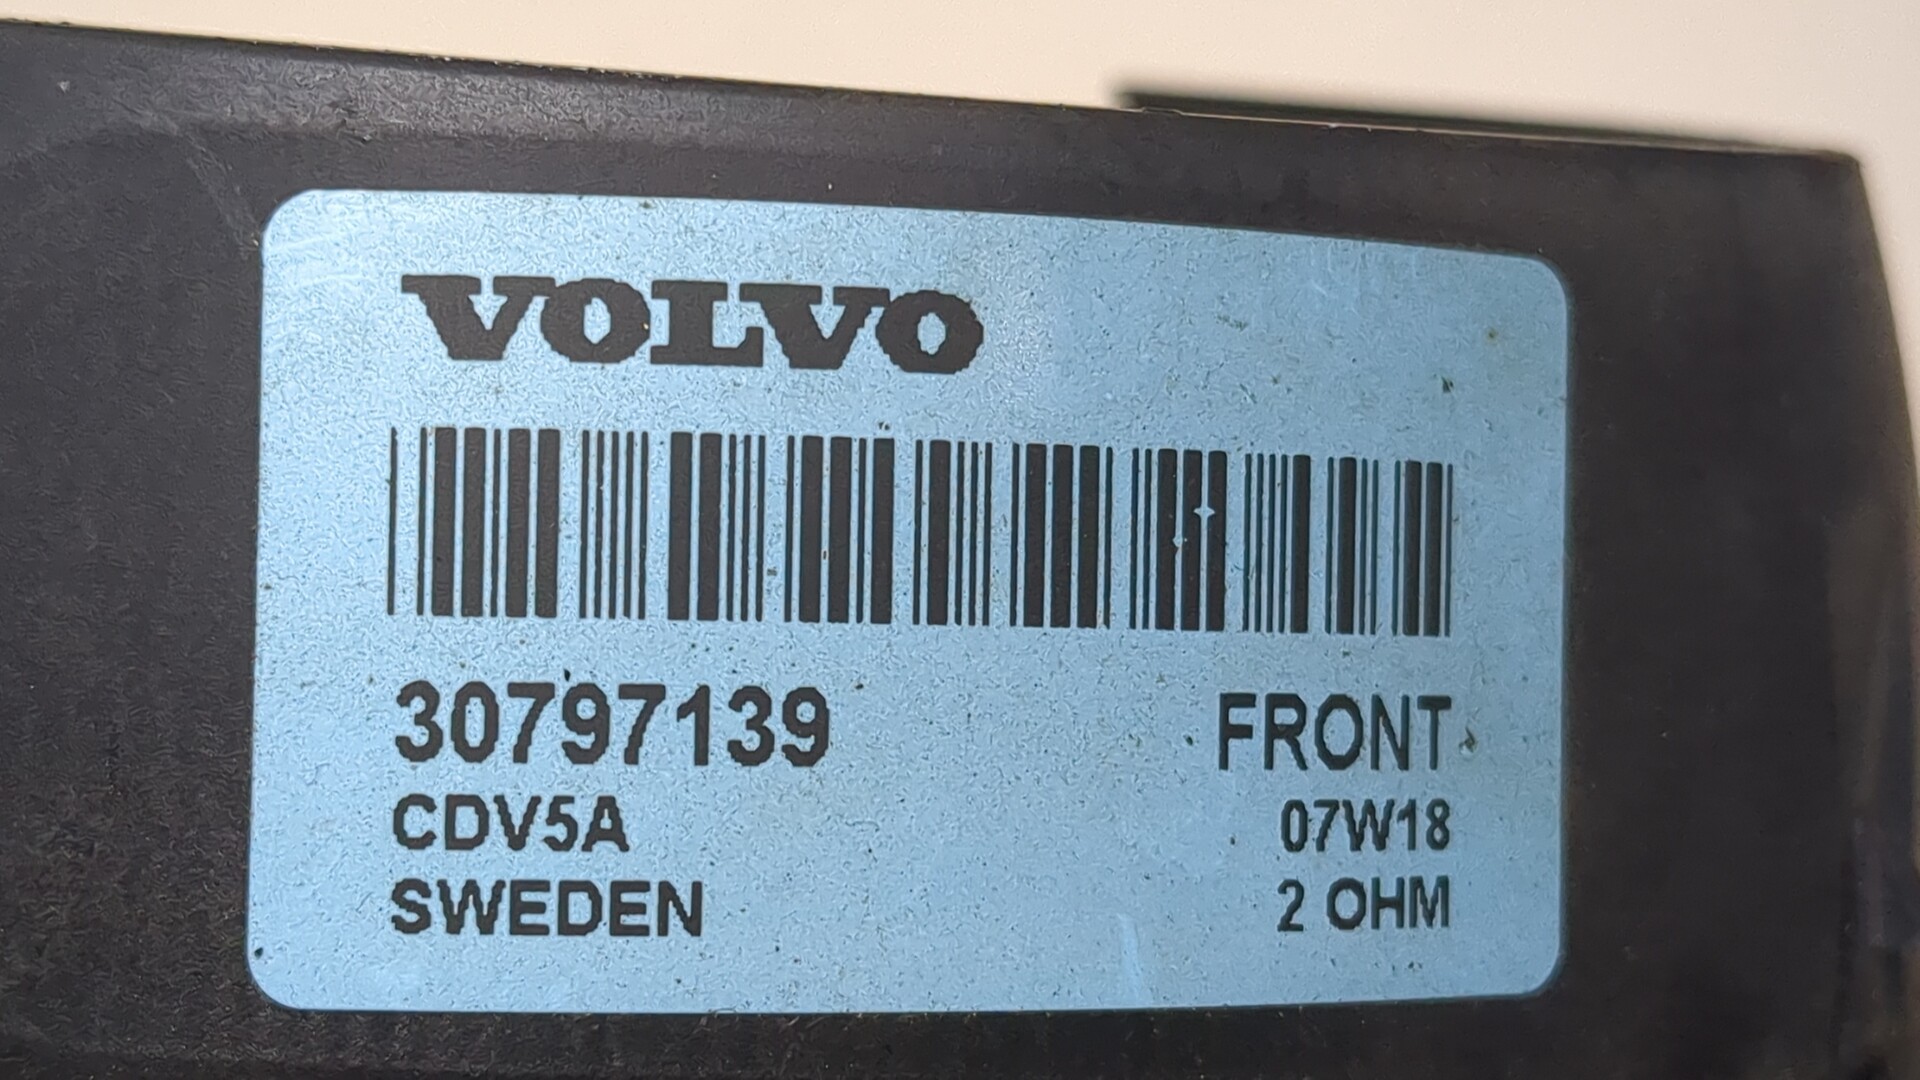 VOLVO
30797139 FRONT
CDV5A 07W18
SWEDEN 2 OHM